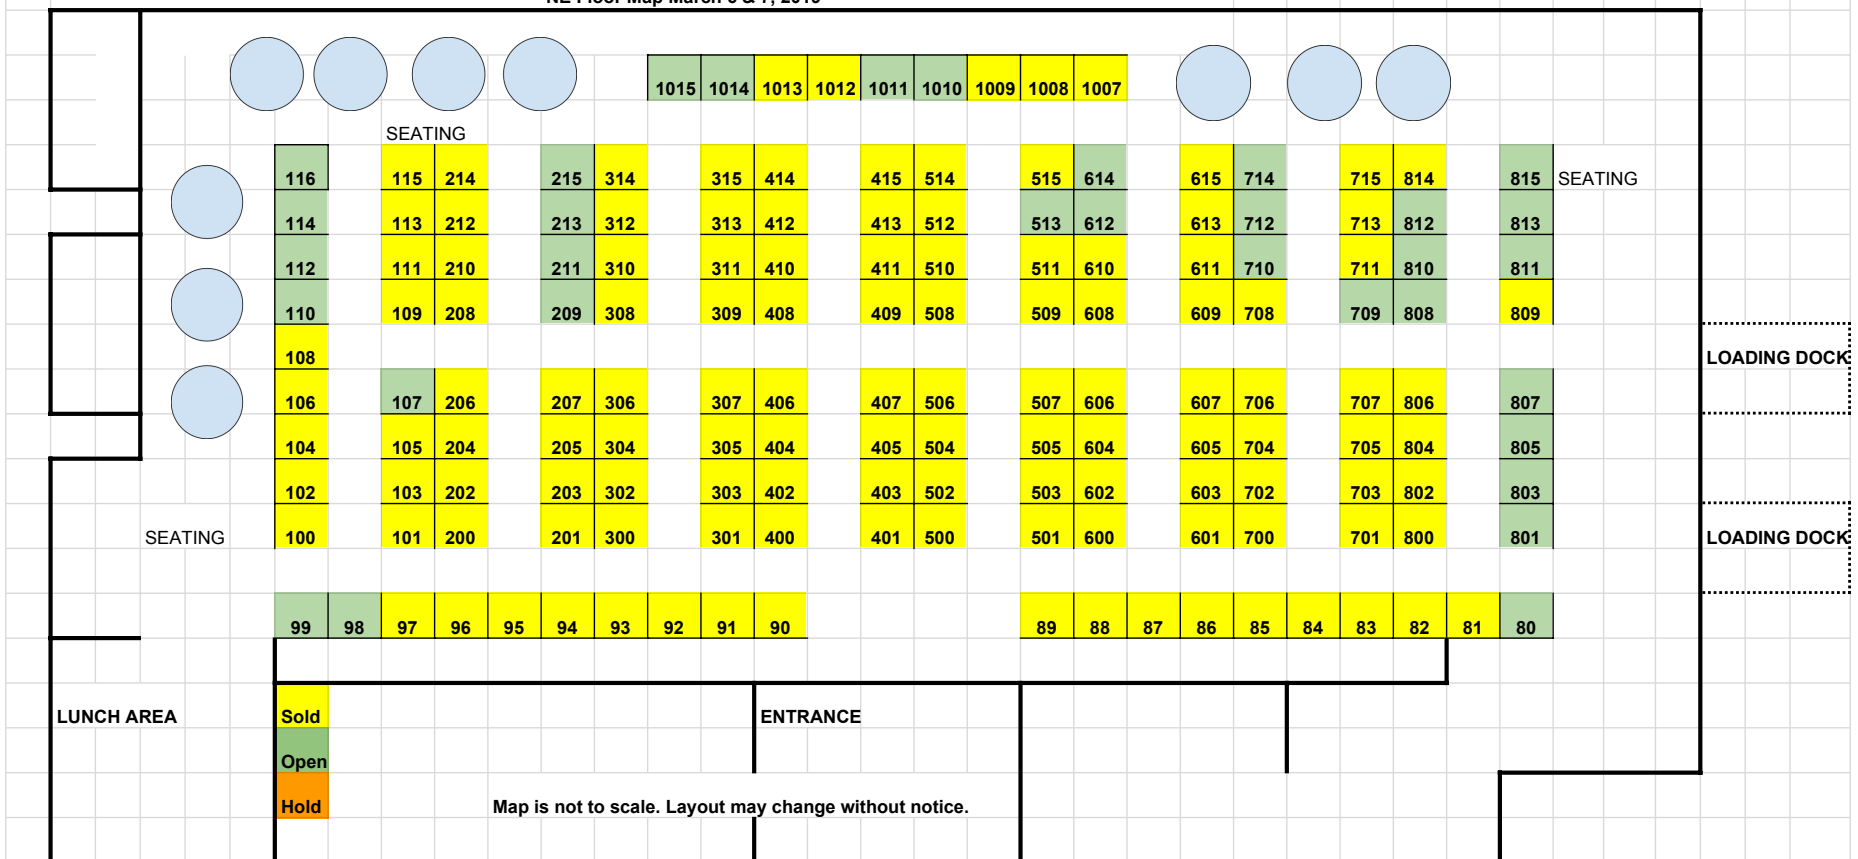 NE Floor Map March 6 & 7, 2019
1015 1014 1013 1012 1011 1010 1009 1008 1007
SEATING
116 115 214 215 314 315 414 415 514 515 614 615 714 715 814 815 SEATING
114 113 212 213 312 313 412 413 512 513 612 613 712 713 812 813
112 111 210 211 310 311 410 411 510 511 610 611 710 711 810 811
110 109 208 209 308 309 408 409 508 509 608 609 708 709 808 809
108 LOADING DOCK
106 107 206 207 306 307 406 407 506 507 606 607 706 707 806 807
104 105 204 205 304 305 404 405 504 505 604 605 704 705 804 805
102 103 202 203 302 303 402 403 502 503 602 603 702 703 802 803
SEATING 100 101 200 201 300 301 400 401 500 501 600 601 700 701 800 801 LOADING DOCK
99 98 97 96 95 94 93 92 91 90 89 88 87 86 85 84 83 82 81 80
LUNCH AREA Sold ENTRANCE
Open
Hold Map is not to scale. Layout may change without notice.